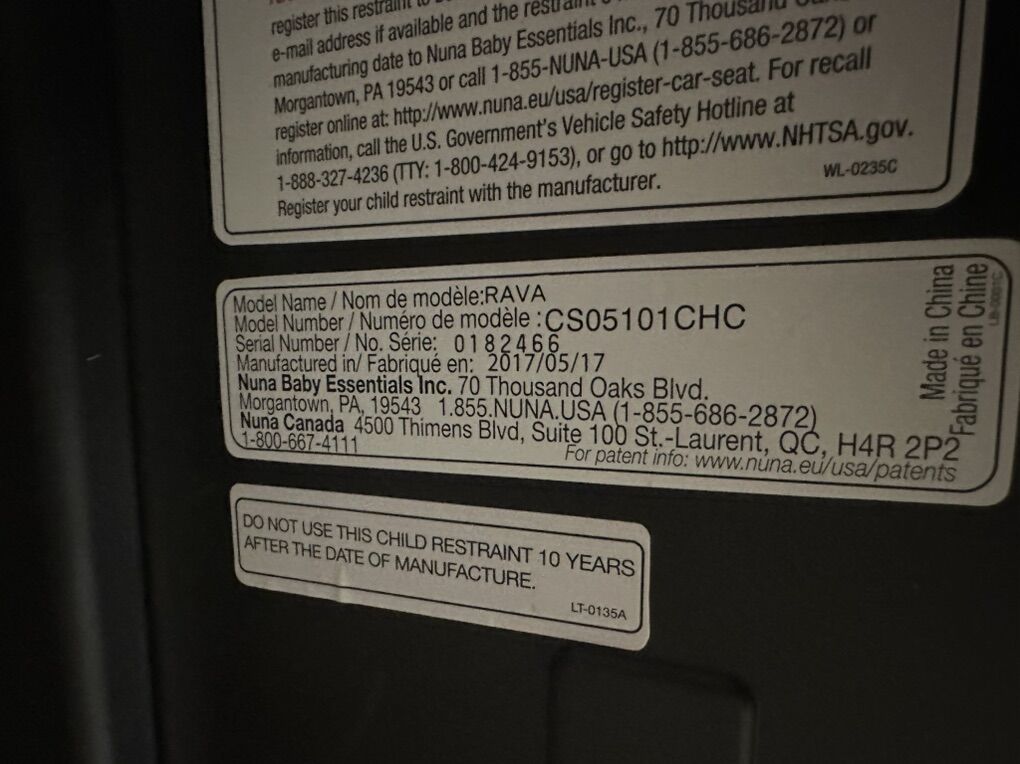 register this restraint
e-mail address if available and the restraint's
manufacturing date to Nuna Baby Essentials Inc., 70 Thousand
Morgantown, PA 19543 or call 1-855-NUNA-USA (1-855-686-2872) or
register online at: http://www.nuna.eu/usa/register-car-seat. For recall
information, call the U.S. Government's Vehicle Safety Hotline at
1-888-327-4236 (TTY: 1-800-424-9153), or go to http://www.NHTSA.gov.
Register your child restraint with the manufacturer.
WL-0235C
Model Name / Nom de modèle:RAVA
Model Number / Numéro de modèle :CS05101CHC
Serial Number / No. Série: 0182466
Manufactured in/ Fabriqué en: 2017/05/17
Nuna Baby Essentials Inc. 70 Thousand Oaks Blvd.
Morgantown, PA, 19543 1.855.NUNA.USA (1-855-686-2872)
Nuna Canada 4500 Thimens Blvd, Suite 100 St.-Laurent, QC, H4R 2P2
1-800-667-4111
For patent info: www.nuna.eu/usa/patents
Made in China
Fabriqué en Chine
DO NOT USE THIS CHILD RESTRAINT 10 YEARS
AFTER THE DATE OF MANUFACTURE.
LT-0135A